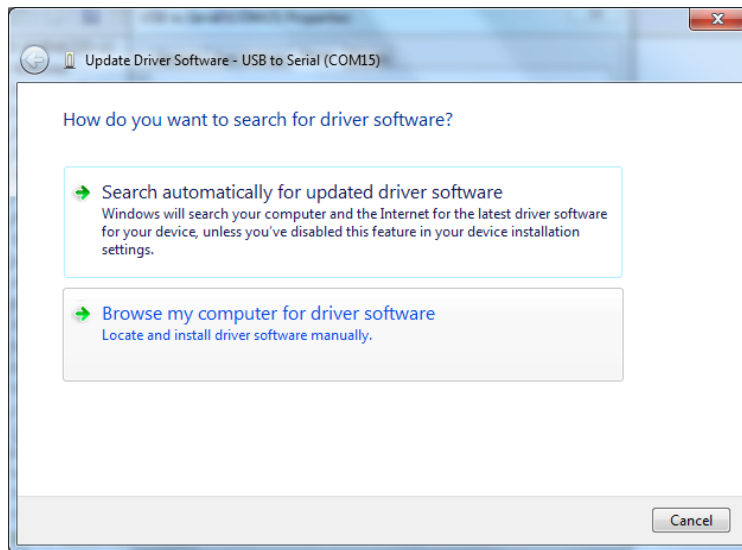 Update Driver Software - USB to Serial (COM15)
How do you want to search for driver software?
Search automatically for updated driver software
Windows will search your computer and the Internet for the latest driver software
for your device, unless you've disabled this feature in your device installation
settings.
Browse my computer for driver software
Locate and install driver software manually.
Cancel